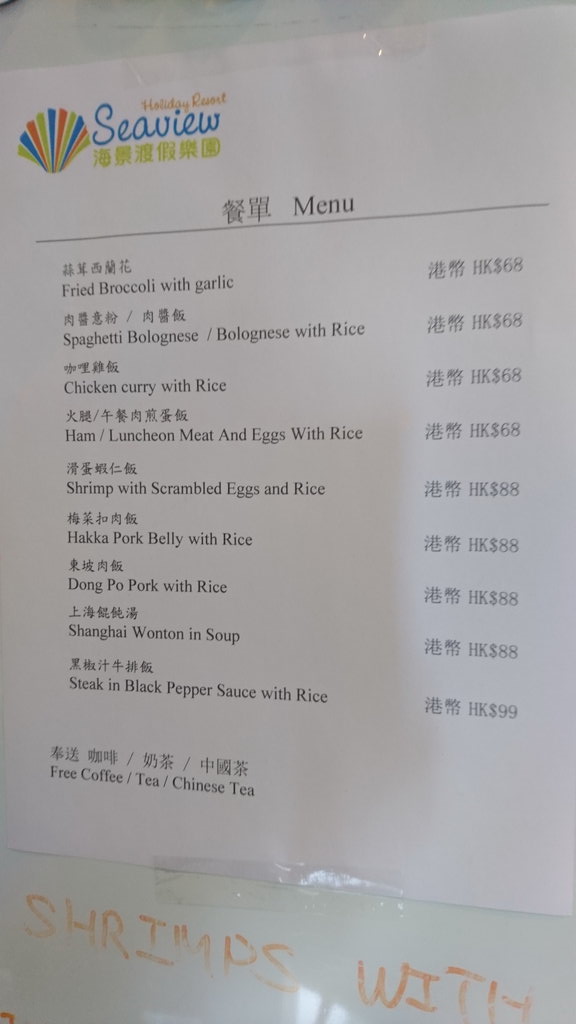 Holiday Resort
Seaview
海景渡假樂園
餐單 Menu
蒜茸西蘭花
Fried Broccoli with garlic 港幣 HK$68
肉醬意粉 / 肉醬飯
Spaghetti Bolognese / Bolognese with Rice 港幣 HK$68
咖哩雞飯
Chicken curry with Rice 港幣 HK$68
火腿/午餐肉煎蛋飯
Ham / Luncheon Meat And Eggs With Rice 港幣 HK$68
滑蛋蝦仁飯
Shrimp with Scrambled Eggs and Rice 港幣 HK$88
梅菜扣肉飯
Hakka Pork Belly with Rice 港幣 HK$88
東坡肉飯
Dong Po Pork with Rice 港幣 HK$88
上海餛飩湯
Shanghai Wonton in Soup 港幣 HK$88
黑椒汁牛排飯
Steak in Black Pepper Sauce with Rice 港幣 HK$99
奉送 咖啡 / 奶茶 / 中國茶
Free Coffee / Tea / Chinese Tea
SHRIMPS WITH